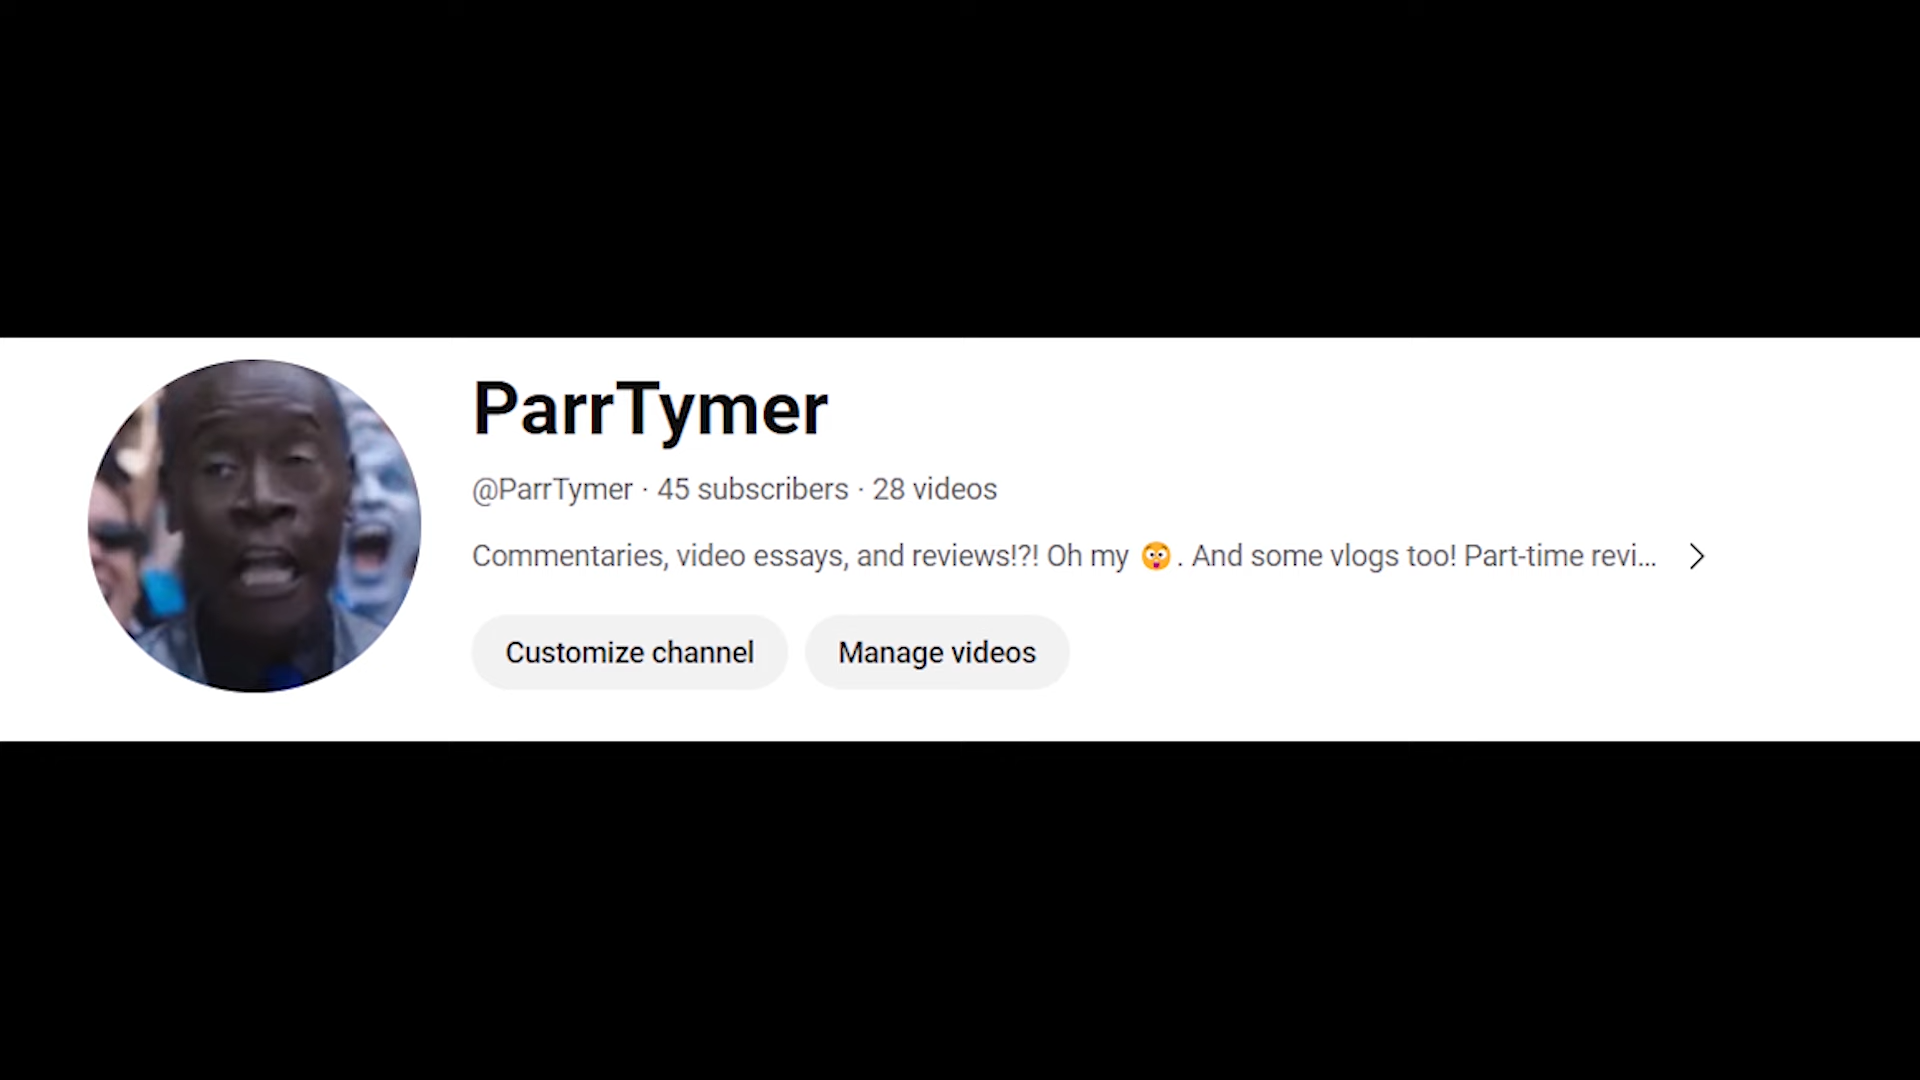 ParrTymer
@ParrTymer · 45 subscribers · 28 videos
Commentaries, video essays, and reviews!?! Oh my 😲. And some vlogs too! Part-time revi...
Customize channel
Manage videos